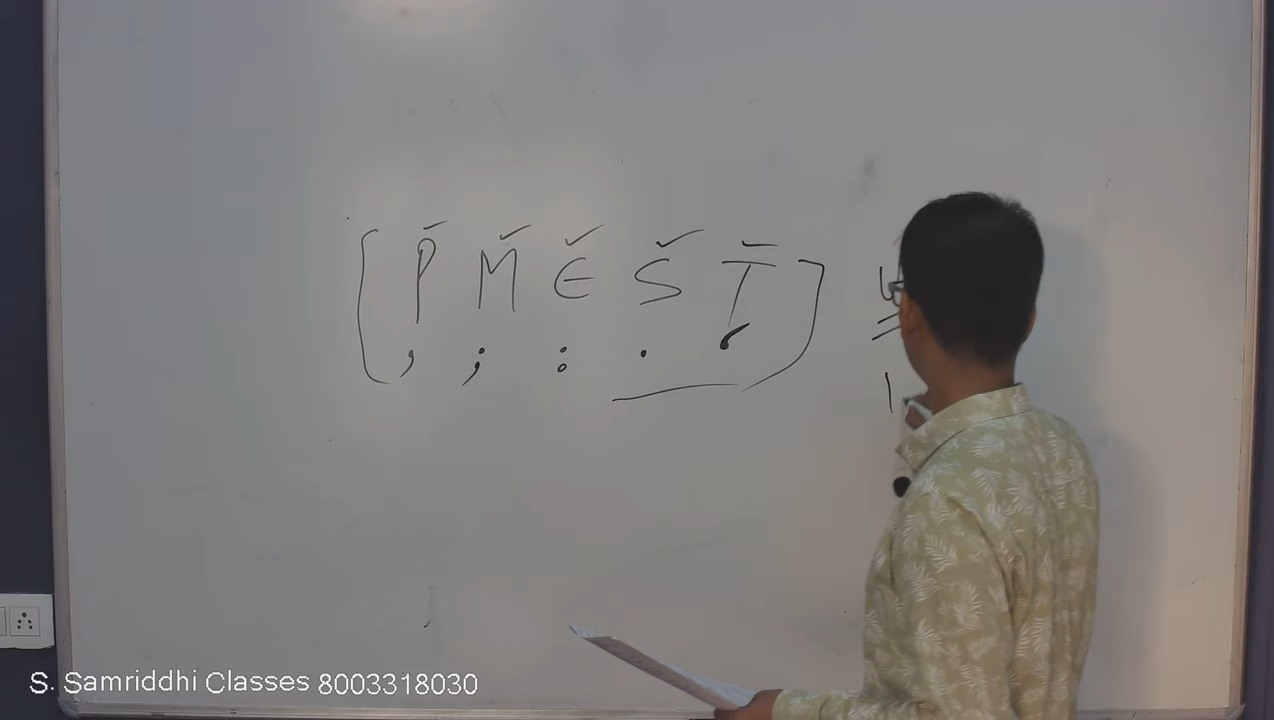 [ P M E S T ]
, ; : . '
S. Samriddhi Classes 8003318030